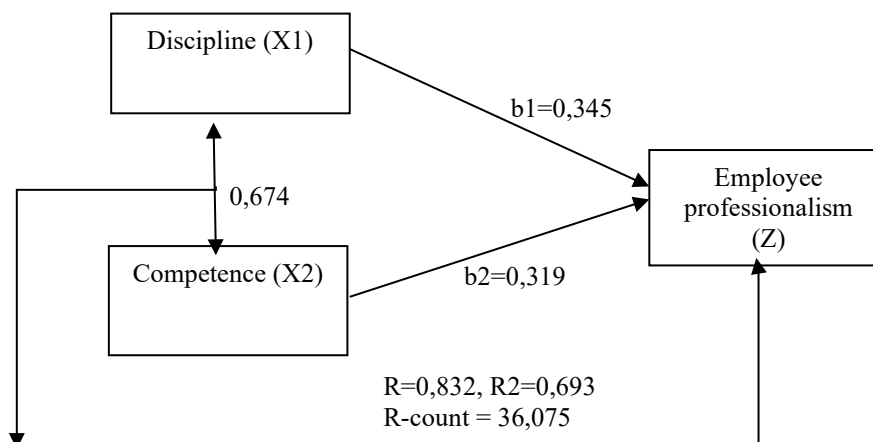 Discipline (X1)
b1=0,345
Employee
professionalism
(Z)
0,674
Competence (X2)
b2=0,319
R=0,832, R2=0,693
R-count = 36,075